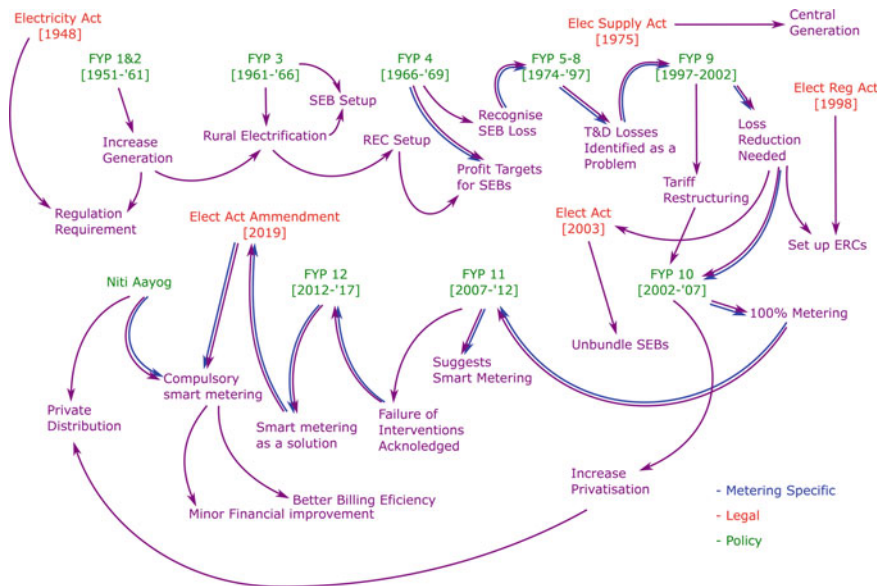 Electricity Act
[1948]
FYP 1&2
[1951-'61]
FYP 3
[1961-'66]
FYP 4
[1966-'69]
FYP 5-8
[1974-'97]
Elec Supply Act
[1975]
FYP 9
[1997-2002]
Central
Generation
Elect Reg Act
[1998]
SEB Setup
Increase
Generation
Rural Electrification
REC Setup
Recognise
SEB Loss
Profit Targets
for SEBs
T&D Losses
Identified as a
Problem
Loss
Reduction
Needed
Tariff
Restructuring
Regulation
Requirement
Elect Act Ammendment
[2019]
Elect Act
[2003]
Set up ERCs
Niti Aayog
FYP 12
[2012-'17]
FYP 11
[2007-'12]
FYP 10
[2002-'07]
100% Metering
Unbundle SEBs
Suggests
Smart Metering
Compulsory
smart metering
Private
Distribution
Smart metering
as a solution
Failure of
Interventions
Acknoledged
Increase
Privatisation
Better Billing Eficiency
Minor Financial improvement
- Metering Specific
- Legal
- Policy